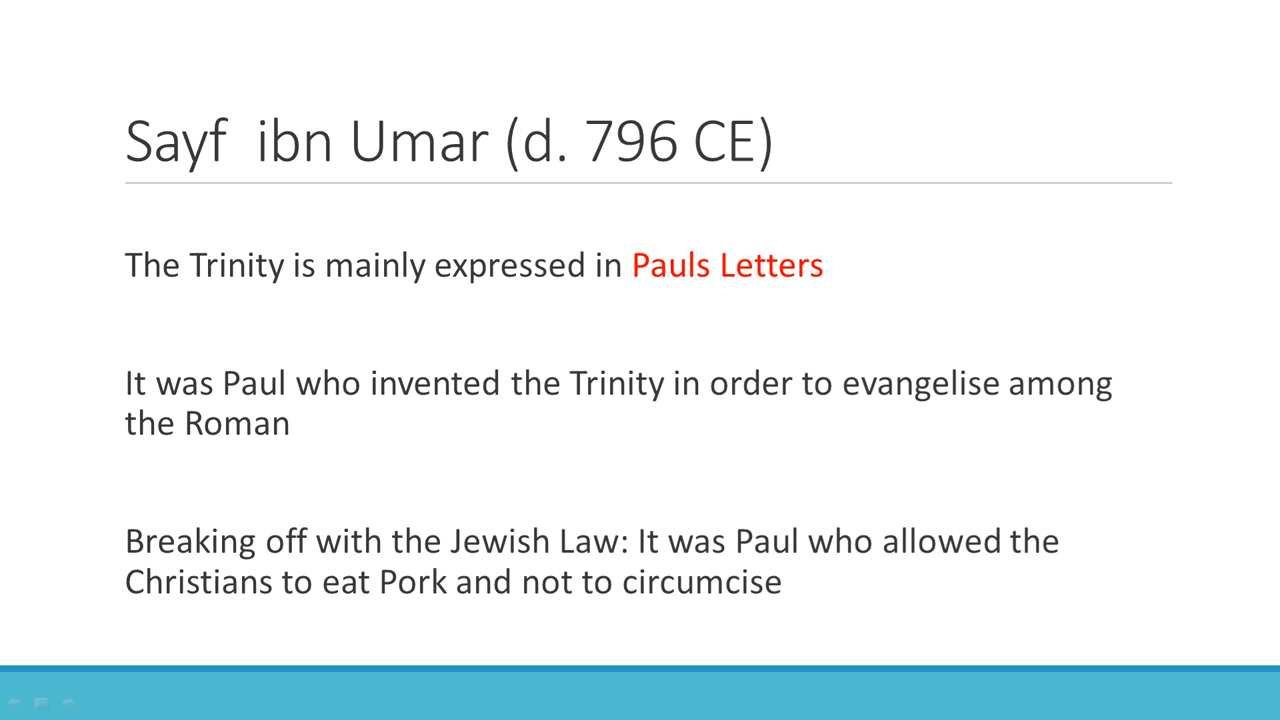 Sayf  ibn Umar (d. 796 CE)
The Trinity is mainly expressed in Pauls Letters
It was Paul who invented the Trinity in order to evangelise among
the Roman
Breaking off with the Jewish Law: It was Paul who allowed the
Christians to eat Pork and not to circumcise